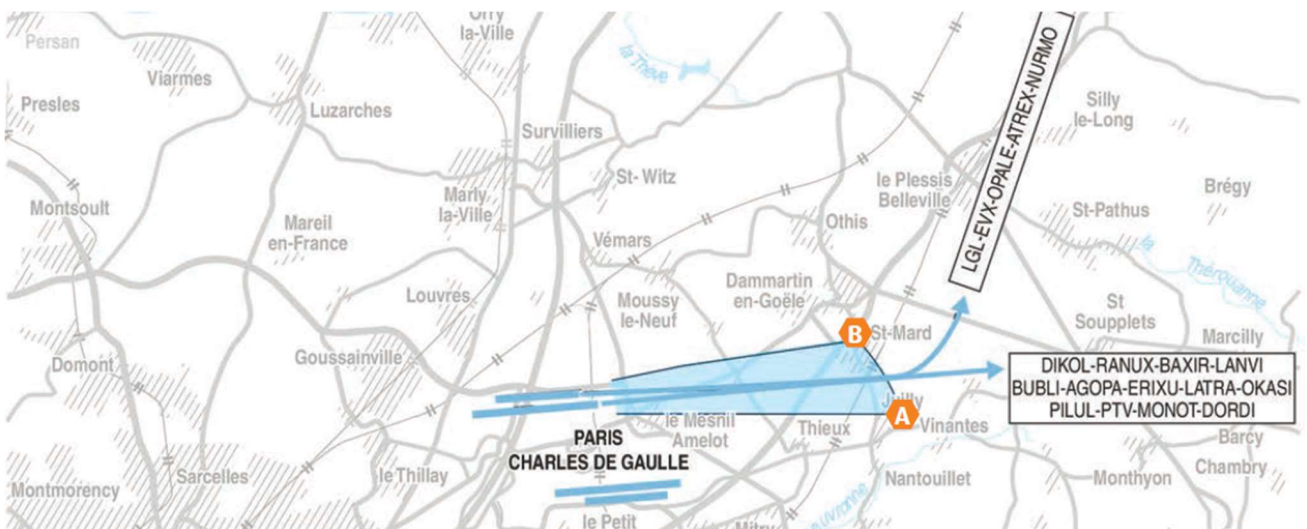 Orry
la-Ville
Persan
Viarmes
la Thève
Presles
Luzarches
Silly
le-Long
Survilliers
LGL-EVX-OPALE-ATREX-NURMO
St- Witz
le Plessis
Belleville
Brégy
Marly
la-Ville
Montsoult
St-Pathus
Mareil
en-France
Othis
Vémars
la Thérouanne
Dammartin
en-Goële
Louvres
Moussy
le-Neuf
St
Soupplets
B
St-Mard
Marcilly
Goussainville
Domont
DIKOL-RANUX-BAXIR-LANVI
BUBLI-AGOPA-ERIXU-LATRA-OKASI
PILUL-PTV-MONOT-DORDI
Juilly
A
le Mesnil
Amelot
Thieux
Vinantes
PARIS
CHARLES DE GAULLE
Barcy
Chambry
Sarcelles
le Thillay
Nantouillet
Monthyon
Montmorency
le Petit
Mitry